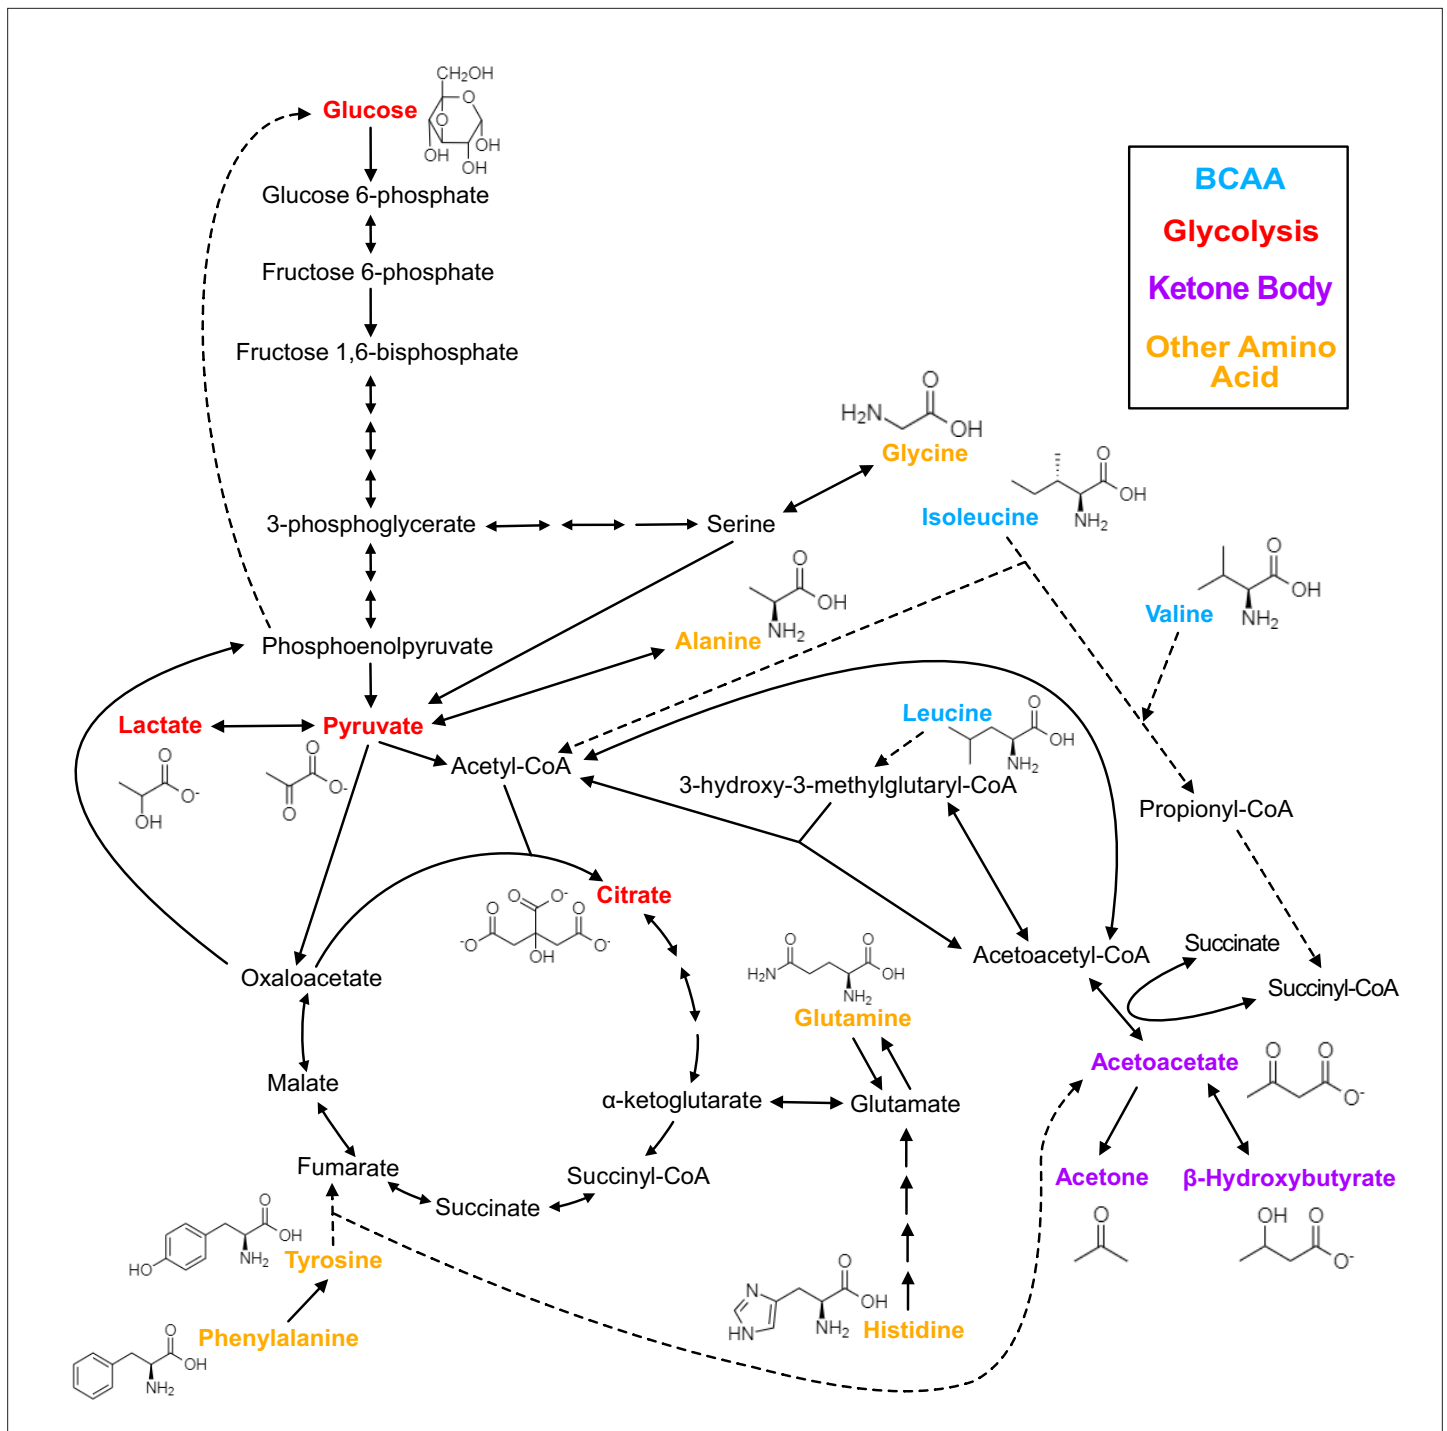 CH2OH
O
Glucose
O
OH
OH
OH
Glucose 6-phosphate
BCAA
Glycolysis
Ketone Body
Other Amino
Acid
Fructose 6-phosphate
Fructose 1,6-bisphosphate
O
H2N
OH
Glycine
O
OH
NH2
Isoleucine
3-phosphoglycerate
Serine
O
OH
NH2
Valine
O
OH
NH2
Alanine
Phosphoenolpyruvate
Lactate
Pyruvate
Leucine
O
OH
NH2
Acetyl-CoA
3-hydroxy-3-methylglutaryl-CoA
Propionyl-CoA
O
O-
OH
O
O-
O
Citrate
O
O-
O
O
-O
O-
OH
Oxaloacetate
Acetoacetyl-CoA
Succinate
Succinyl-CoA
O
H2N
O
OH
NH2
Glutamine
Malate
α-ketoglutarate
Glutamate
Acetoacetate
O
O
O-
Fumarate
Succinate
Succinyl-CoA
Acetone
β-Hydroxybutyrate
O
OH
O
O-
O
OH
NH2
HO
Tyrosine
Phenylalanine
O
OH
NH2
N
HN
O
OH
NH2
Histidine